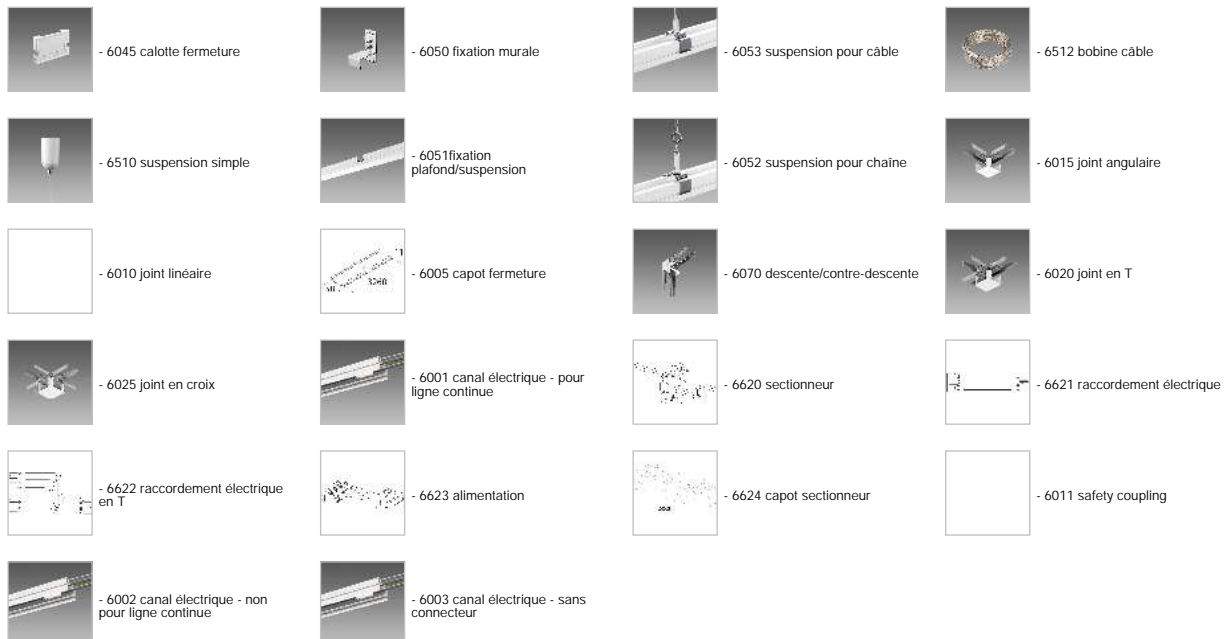 - 6045 calotte fermeture
- 6050 fixation murale
- 6053 suspension pour câble
- 6512 bobine câble
- 6510 suspension simple
- 6051fixation
plafond/suspension
- 6052 suspension pour chaîne
- 6015 joint angulaire
- 6010 joint linéaire
3260
- 6005 capot fermeture
- 6070 descente/contre-descente
- 6020 joint en T
- 6025 joint en croix
- 6001 canal électrique - pour
ligne continue
- 6620 sectionneur
- 6621 raccordement électrique
- 6622 raccordement électrique
en T
- 6623 alimentation
- 6624 capot sectionneur
- 6011 safety coupling
- 6002 canal électrique - non
pour ligne continue
- 6003 canal électrique - sans
connecteur